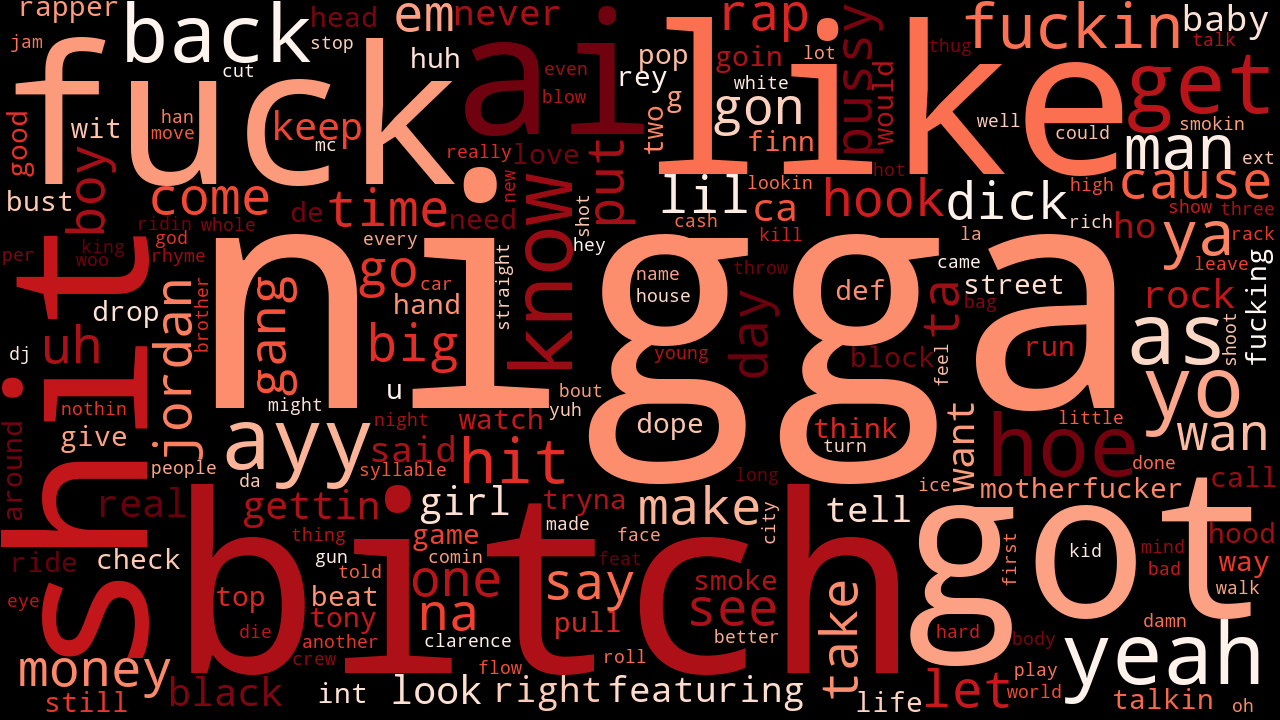 rapper
back
head
em
never
rap
fuckin
baby
jam
stop
huh
pop
goin
lot
thug
talk
fuck
cut
ai
even
rey
white
like
pussy
get
good
wit
han
move
keep
mc
blow
two
g
gon
finn
would
well
could
smokin
man
ext
boy
really
love
put
hot
bust
come
ridin
whole
de
time
need
new
know
shot
lil
lookin
ca
cash
hook
dick
rich
high
cause
show
three
per
king
woo
god
rhyme
every
hey
kill
la
ho
ya
rack
shit
brother
nigga
go
car
straight
name
house
throw
def
came
street
leave
fucking
drop
jordan
gang
hand
day
ta
bag
rock
dj
uh
big
young
block
feel
run
as
shoot
nothin
might
u
bout
yuh
yo
give
ayy
night
watch
dope
think
turn
want
hoe
little
wan
around
people
said
syllable
hit
long
done
da
ice
motherfucker
call
real
gettin
girl
tryna
make
city
tell
got
bitch
thing
game
made
face
first
kid
mind
hood
ride
check
gun
comin
feat
bad
way
told
one
say
smoke
eye
top
beat
see
take
walk
tony
na
pull
die
another
clarence
better
hard
body
damn
yeah
money
crew
flow
roll
play
still
black
int
look
right
featuring
life
let
world
talkin
oh